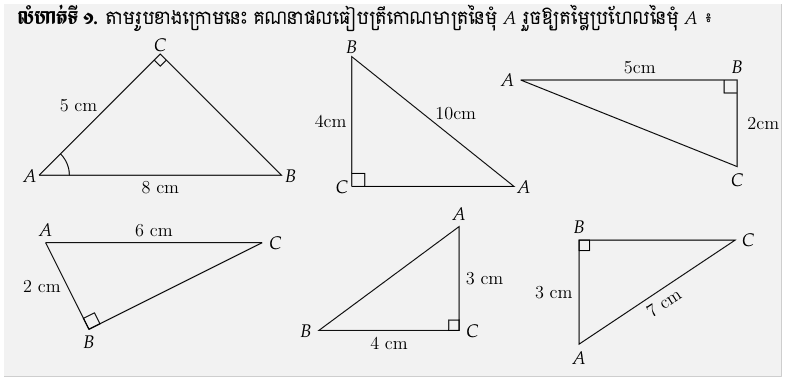 លំហាត់ទី ១. តាមរូបខាងក្រោមនេះ គណនាផលធៀបត្រីកោណមាត្រនៃមុំ A រួចឱ្យតម្លៃប្រហែលនៃមុំ A ៖
C
5 cm
A
B
8 cm
B
4cm
10cm
C
A
A
5cm
B
2cm
C
A
6 cm
C
2 cm
B
A
3 cm
B
C
4 cm
B
C
3 cm
7 cm
A